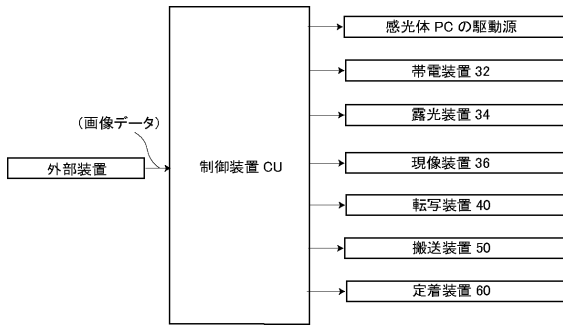 感光体 PC の駆動源
帯電装置 32
露光装置 34
(画像データ)
現像装置 36
外部装置
制御装置 CU
転写装置 40
搬送装置 50
定着装置 60